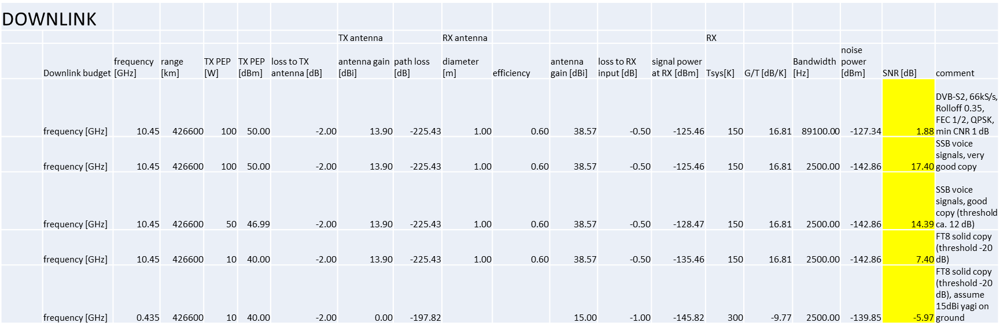 DOWNLINK
TX antenna RX antenna RX
Downlink budget frequency [GHz] range [km] TX PEP [W] TX PEP [dBm] loss to TX antenna [dB] antenna gain [dBi] path loss [dB] diameter [m] efficiency antenna gain [dBi] loss to RX input [dB] signal power at RX [dBm] Tsys[K] G/T [dB/K] Bandwidth [Hz] noise power [dBm] SNR [dB] comment
frequency [GHz] 10.45 426600 100 50.00 -2.00 13.90 -225.43 1.00 0.60 38.57 -0.50 -125.46 150 16.81 89100.00 -127.34 1.88 DVB-S2, 66kS/s, Rolloff 0.35, FEC 1/2, QPSK, min CNR 1 dB
frequency [GHz] 10.45 426600 100 50.00 -2.00 13.90 -225.43 1.00 0.60 38.57 -0.50 -125.46 150 16.81 2500.00 -142.86 17.40 SSB voice signals, very good copy
frequency [GHz] 10.45 426600 50 46.99 -2.00 13.90 -225.43 1.00 0.60 38.57 -0.50 -128.47 150 16.81 2500.00 -142.86 14.39 SSB voice signals, good copy (threshold ca. 12 dB)
frequency [GHz] 10.45 426600 10 40.00 -2.00 13.90 -225.43 1.00 0.60 38.57 -0.50 -135.46 150 16.81 2500.00 -142.86 7.40 FT8 solid copy (threshold -20 dB)
frequency [GHz] 0.435 426600 10 40.00 -2.00 0.00 -197.82 15.00 -1.00 -145.82 300 -9.77 2500.00 -139.85 -5.97 FT8 solid copy (threshold -20 dB), assume 15dBi yagi on ground